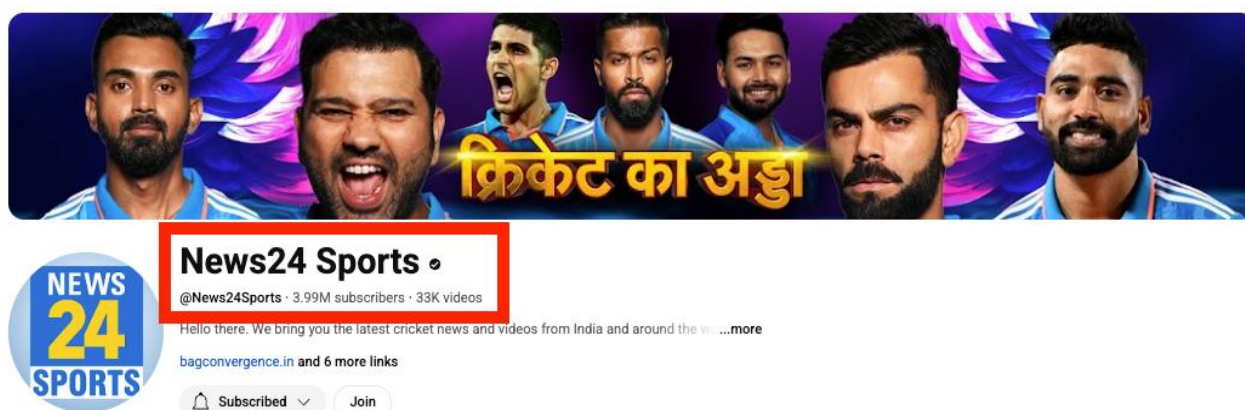 क्रिकेट का अड्डा
NEWS
24
SPORTS
News24 Sports
@News24Sports · 3.99M subscribers · 33K videos
Hello there. We bring you the latest cricket news and videos from India and around the ...more
bagconvergence.in and 6 more links
Subscribed
Join